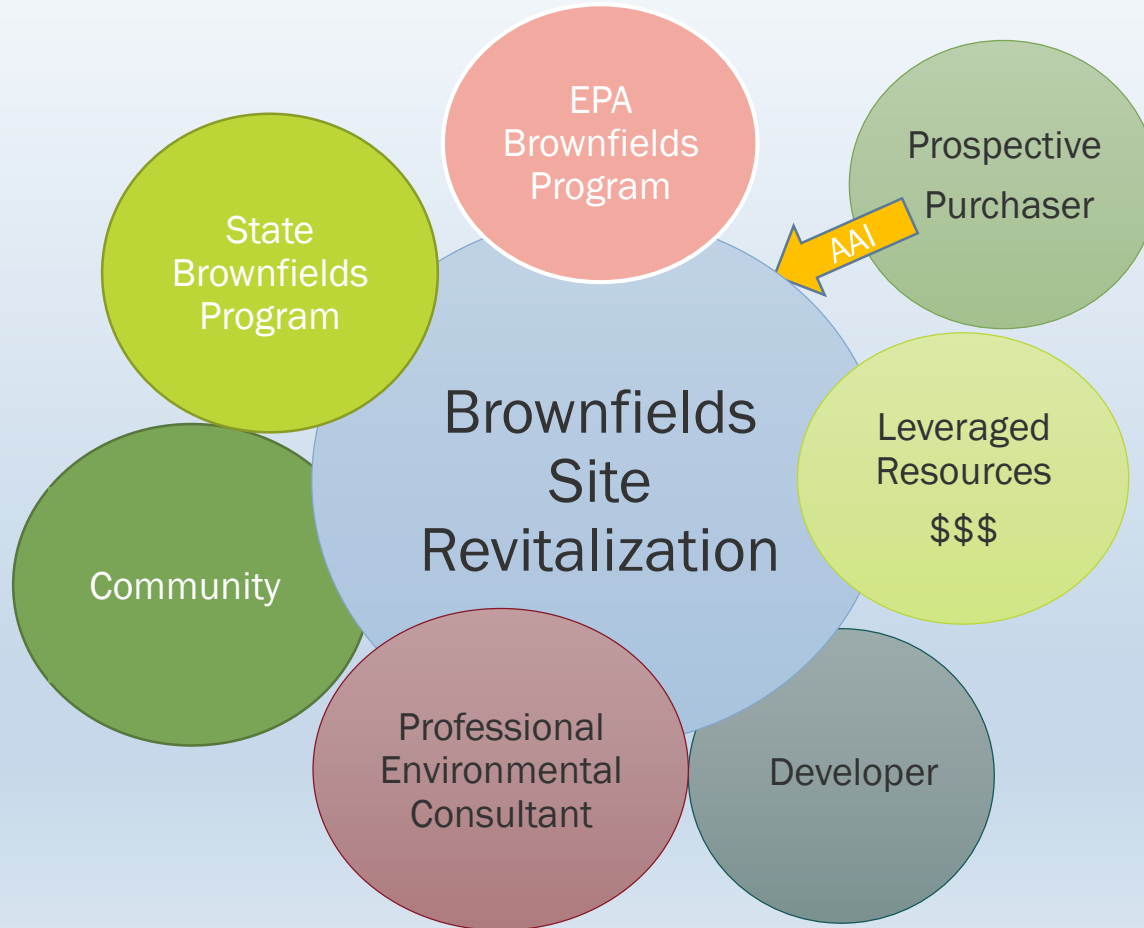 EPA
Brownfields
Program
Prospective
Purchaser
AAI
State
Brownfields
Program
Brownfields
Site
Revitalization
Leveraged
Resources
$$$
Community
Professional
Environmental
Consultant
Developer